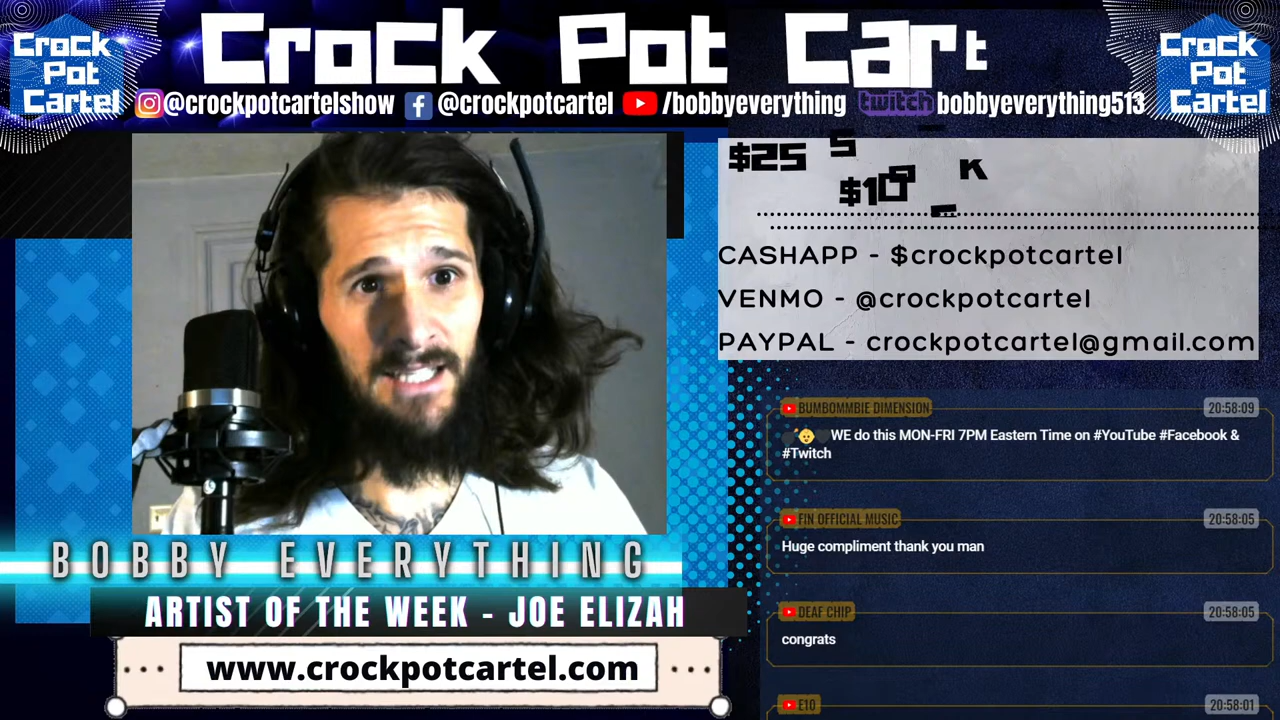 Crock Pot Cart
Crock
Pot
Cartel
Crock
Pot
Cartel
@crockpotcartelshow @crockpotcartel /bobbyeverything twitch bobbyeverything513
$25 S
$10 K
CASHAPP - $crockpotcartel
VENMO - @crockpotcartel
PAYPAL - crockpotcartel@gmail.com
BUMBOMMBIE DIMENSION 20:58:09
WE do this MON-FRI 7PM Eastern Time on #YouTube #Facebook &
#Twitch
FIN OFFICIAL MUSIC 20:58:05
Huge compliment thank you man
DEAF CHIP 20:58:05
congrats
E10 20:58:01
BOBBY EVERYTHING
ARTIST OF THE WEEK - JOE ELIZAH
www.crockpotcartel.com